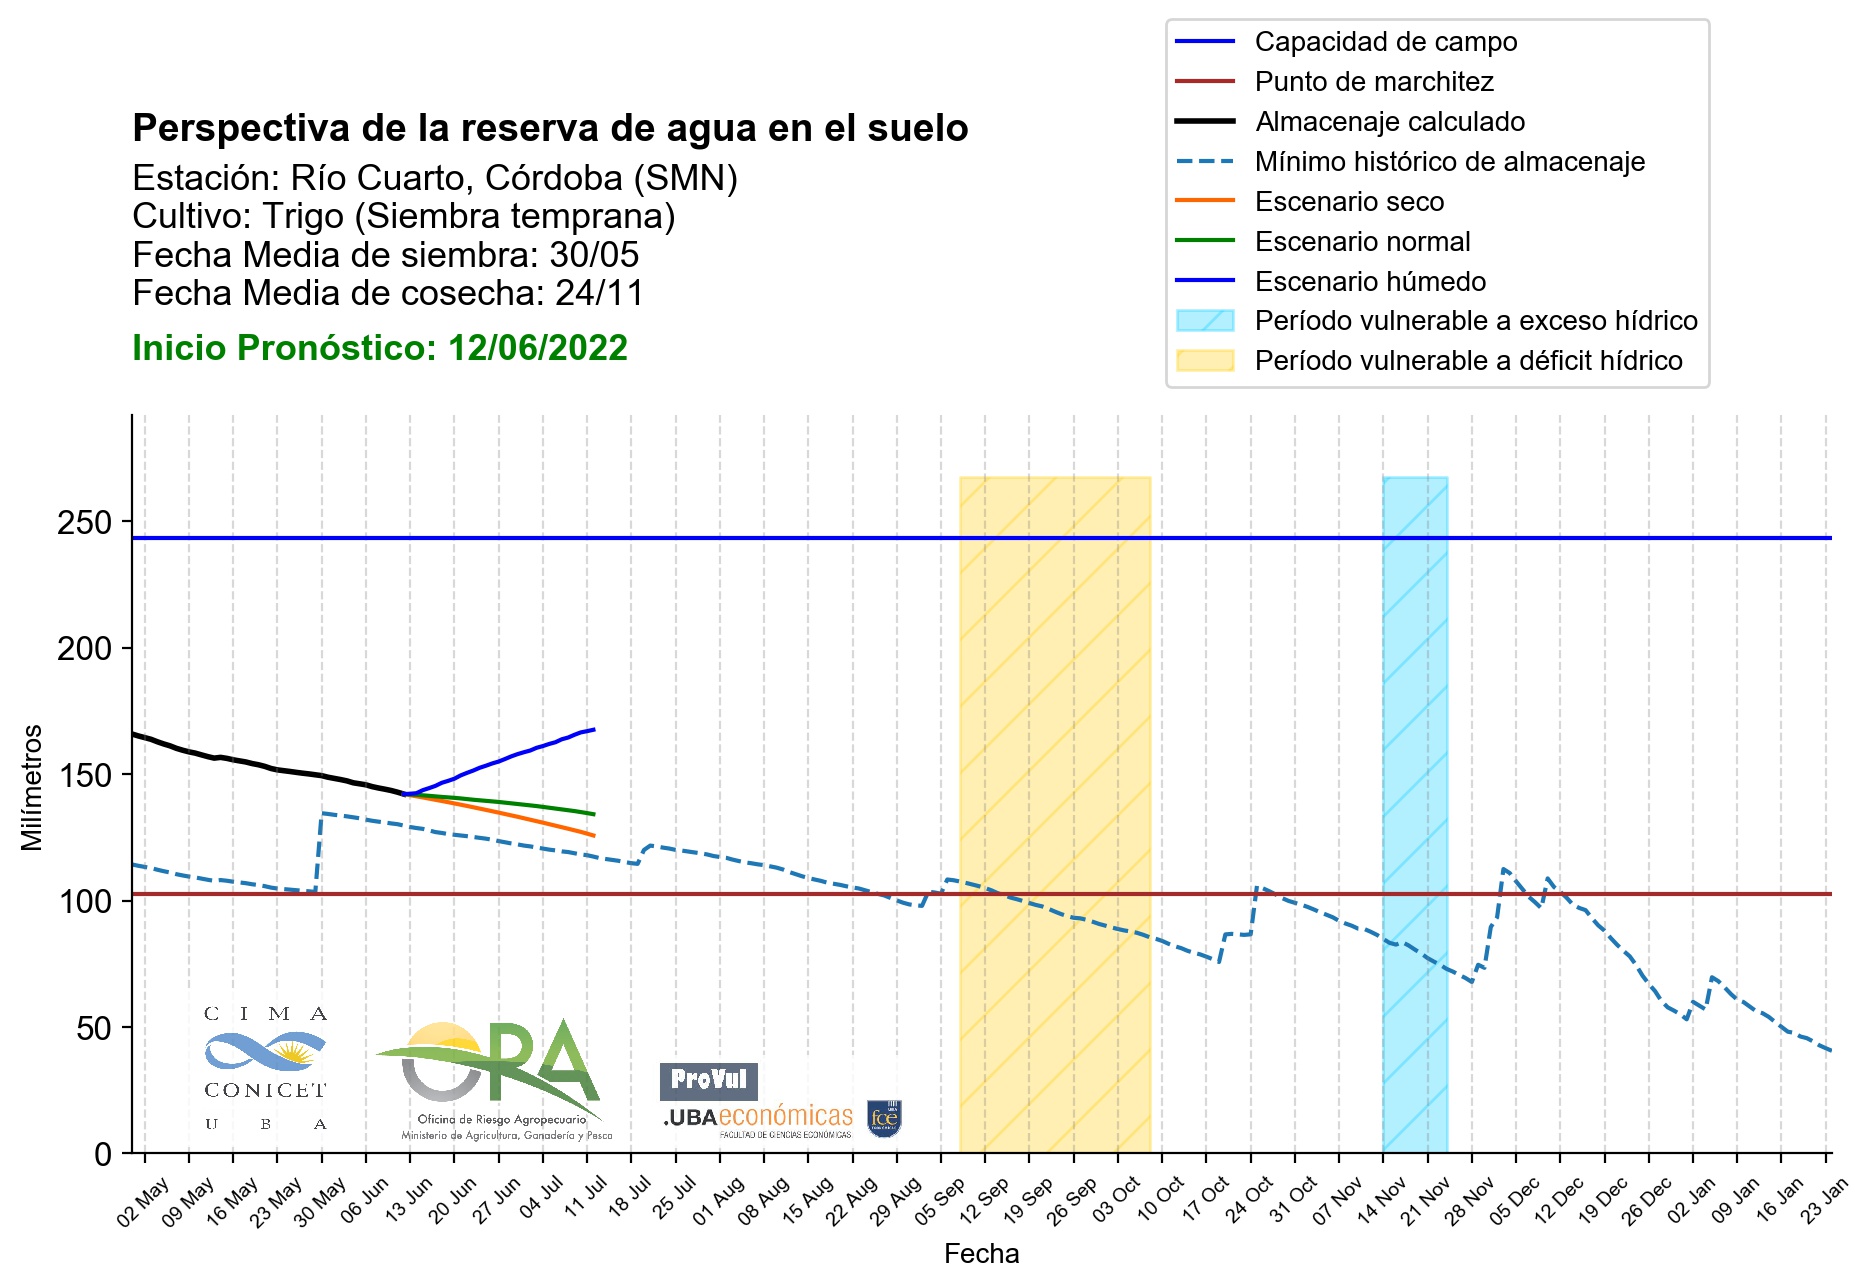 Capacidad de campo
Punto de marchitez
Almacenaje calculado
Mínimo histórico de almacenaje
Escenario seco
Escenario normal
Escenario húmedo
Período vulnerable a exceso hídrico
Período vulnerable a déficit hídrico
Perspectiva de la reserva de agua en el suelo
Estación: Río Cuarto, Córdoba (SMN)
Cultivo: Trigo (Siembra temprana)
Fecha Media de siembra: 30/05
Fecha Media de cosecha: 24/11
Inicio Pronóstico: 12/06/2022
Milímetros
250
200
150
100
50
0
CIMA
CONICET
UBA
ORA
Oficina de Riesgo Agropecuario
Ministerio de Agricultura, Ganadería y Pesca
ProVul
.UBAeconómicas
FACULTAD DE CIENCIAS ECONÓMICAS
fce
02 May
09 May
16 May
23 May
30 May
06 Jun
13 Jun
20 Jun
27 Jun
04 Jul
11 Jul
18 Jul
25 Jul
01 Aug
08 Aug
15 Aug
22 Aug
29 Aug
05 Sep
12 Sep
19 Sep
26 Sep
03 Oct
10 Oct
17 Oct
24 Oct
31 Oct
07 Nov
14 Nov
21 Nov
28 Nov
05 Dec
12 Dec
19 Dec
26 Dec
02 Jan
09 Jan
16 Jan
23 Jan
Fecha